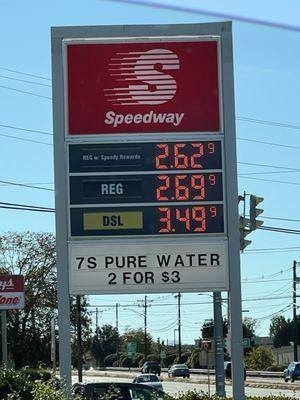 S
Speedway
REG w/ Speedy Rewards 2.62 9
REG 2.69 9
DSL 3.49 9
7S PURE WATER
2 FOR $3
one